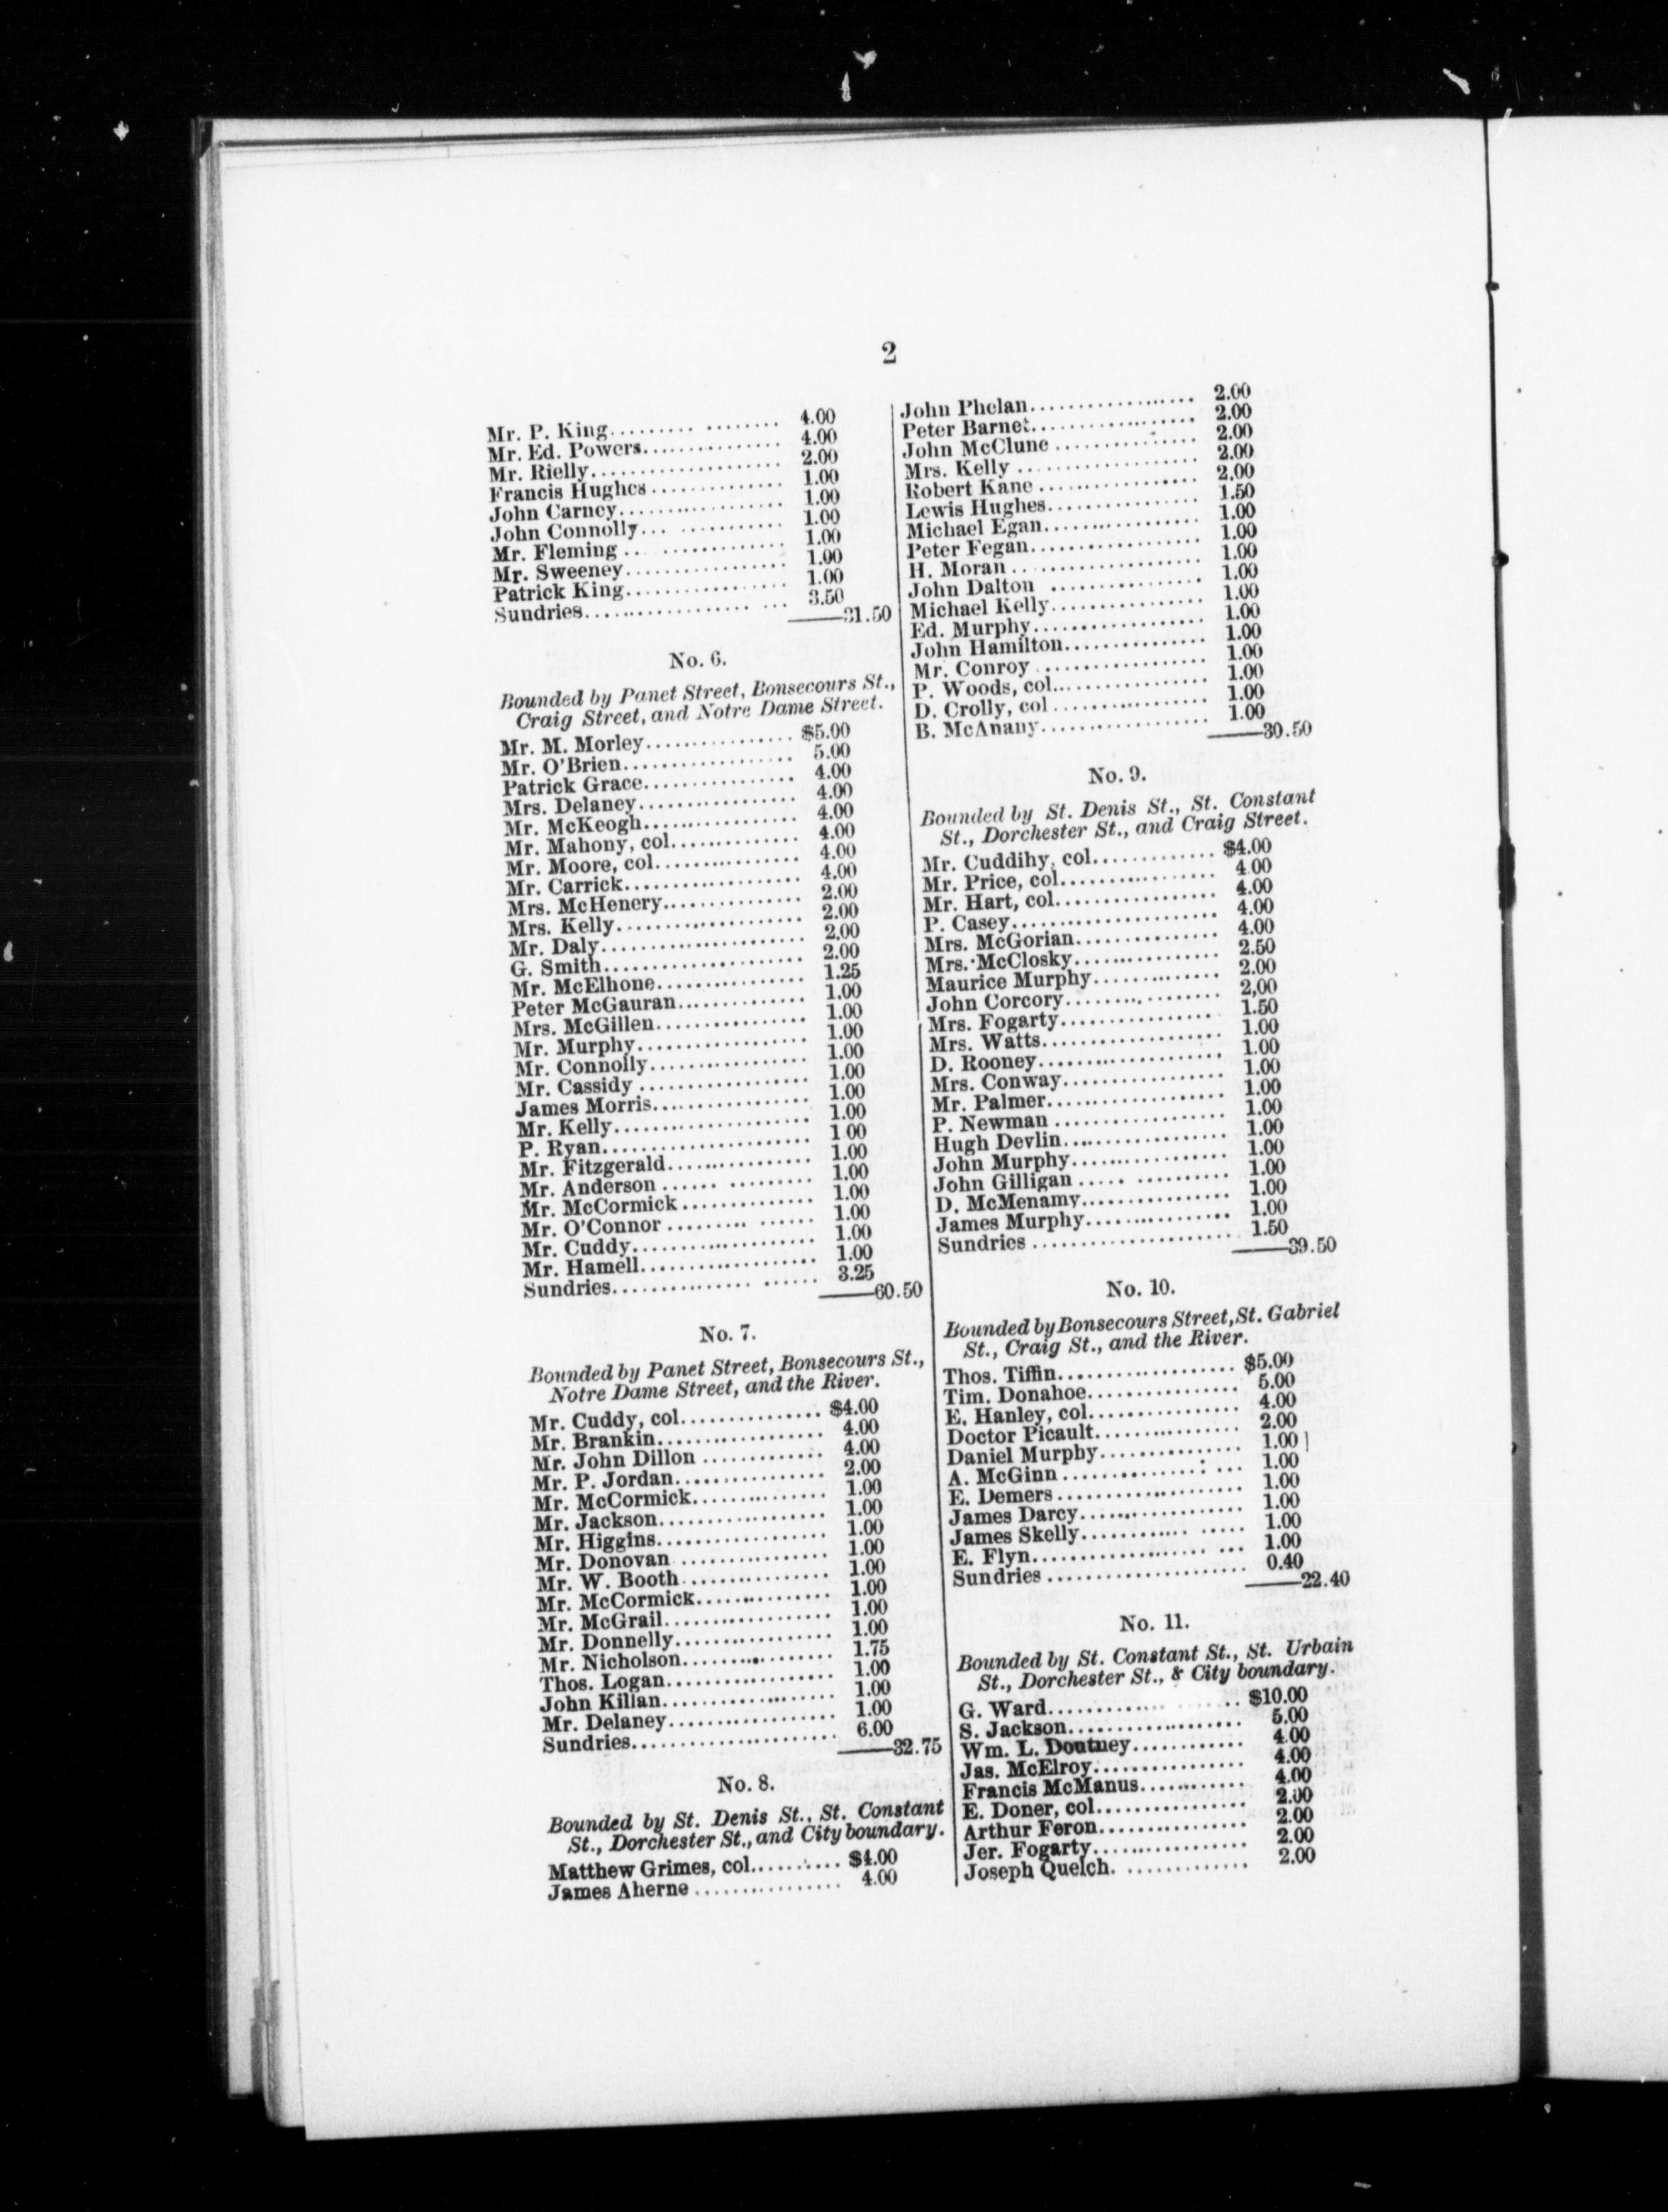 2
Mr. P. King......... ........ 4.00
Mr. Ed. Powers............... 4.00
Mr. Rielly..................... 2.00
Francis Hughes .............. 1.00
John Carney.................. 1.00
John Connolly... ........... 1.00
Mr. Fleming .. .............. 1.00
Mr. Sweeney................. 1.00
Patrick King................. 1.00
Sundries.................. ... 3.50
——31.50
No. 6.
Bounded by Panet Street, Bonsecours St.,
Craig Street, and Notre Dame Street.
Mr. M. Morley................ $5.00
Mr. O'Brien.................. 5.00
Patrick Grace................ 4.00
Mrs. Delaney................. 4.00
Mr. McKeogh................. 4.00
Mr. Mahony, col.............. 4.00
Mr. Moore, col............... 4.00
Mr. Carrick................... 4.00
Mrs. McHenery............... 2.00
Mrs. Kelly.................... 2.00
Mr. Daly...................... 2.00
G. Smith...................... 2.00
Mr. McElhone................ 1.25
Peter McGauran.............. 1.00
Mrs. McGillen................ 1.00
Mr. Murphy.................. 1.00
Mr. Connolly................. 1.00
Mr. Cassidy .................. 1.00
James Morris................. 1.00
Mr. Kelly..................... 1.00
P. Ryan....................... 1 00
Mr. Fitzgerald................ 1.00
Mr. Anderson ...... ......... 1.00
Mr. McCormick .............. 1.00
Mr. O'Connor ......... ...... 1.00
Mr. Cuddy.................... 1.00
Mr. Hamell................... 1.00
Sundries............... ...... 3.25
——60.50
No. 7.
Bounded by Panet Street, Bonsecours St.,
Notre Dame Street, and the River.
Mr. Cuddy, col............... $4.00
Mr. Brankin.................. 4.00
Mr. John Dillon ............. 4.00
Mr. P. Jordan................ 2.00
Mr. McCormick.............. 1.00
Mr. Jackson.................. 1.00
Mr. Higgins.................. 1.00
Mr. Donovan ................ 1.00
Mr. W. Booth................ 1.00
Mr. McCormick.............. 1.00
Mr. McGrail.................. 1.00
Mr. Donnelly................. 1.00
Mr. Nicholson................ 1.75
Thos. Logan.................. 1.00
John Kilian................... 1.00
Mr. Delaney.................. 1.00
Sundries...................... 6.00
——32.75
No. 8.
Bounded by St. Denis St., St. Constant
St., Dorchester St., and City boundary.
Matthew Grimes, col.......... $4.00
James Aherne ................ 4.00
John Phelan.................. 2.00
Peter Barnet.................. 2.00
John McClune ............... 2.00
Mrs. Kelly ................... 2.00
Robert Kane ................. 2.00
Lewis Hughes................ 1.50
Michael Egan................. 1.00
Peter Fegan.................. 1.00
H. Moran .................... 1.00
John Dalton ................ 1.00
Michael Kelly................ 1.00
Ed. Murphy.................. 1.00
John Hamilton............... 1.00
Mr. Conroy .................. 1.00
P. Woods, col................ 1.00
D. Crolly, col ................ 1.00
B. McAnany.................. 1.00
——30.50
No. 9.
Bounded by St. Denis St., St. Constant
St., Dorchester St., and Craig Street.
Mr. Cuddihy, col............. $4.00
Mr. Price, col................ 4 00
Mr. Hart, col................. 4.00
P. Casey...................... 4.00
Mrs. McGorian............... 4.00
Mrs. McClosky............... 2.50
Maurice Murphy............. 2.00
John Corcory................. 2,00
Mrs. Fogarty................ 1.50
Mrs. Watts................... 1.00
D. Rooney.................... 1.00
Mrs. Conway................. 1.00
Mr. Palmer................... 1.00
P. Newman .................. 1.00
Hugh Devlin................. 1.00
John Murphy................ 1.00
John Gilligan ..... .......... 1.00
D. McMenamy............... 1.00
James Murphy............... 1.00
Sundries ..................... 1.50
——39.50
No. 10.
Bounded by Bonsecours Street, St. Gabriel
St., Craig St., and the River.
Thos. Tiffin.................. $5.00
Tim. Donahoe................ 5.00
E. Hanley, col................ 4.00
Doctor Picault............... 2.00
Daniel Murphy............... 1.00
A. McGinn ............... ... 1.00
E. Demers .................... 1.00
James Darcy................. 1.00
James Skelly........... ..... 1.00
E. Flyn.................. ... 1.00
Sundries ..................... 0.40
——22.40
No. 11.
Bounded by St. Constant St., St. Urbain
St., Dorchester St., & City boundary.
G. Ward..................... $10.00
S. Jackson................... 5.00
Wm. L. Doutney............ 4.00
Jas. McElroy................ 4.00
Francis McManus........... 4.00
E. Doner, col................ 2.00
Arthur Feron................ 2.00
Jer. Fogarty................. 2.00
Joseph Quelch. ............. 2.00